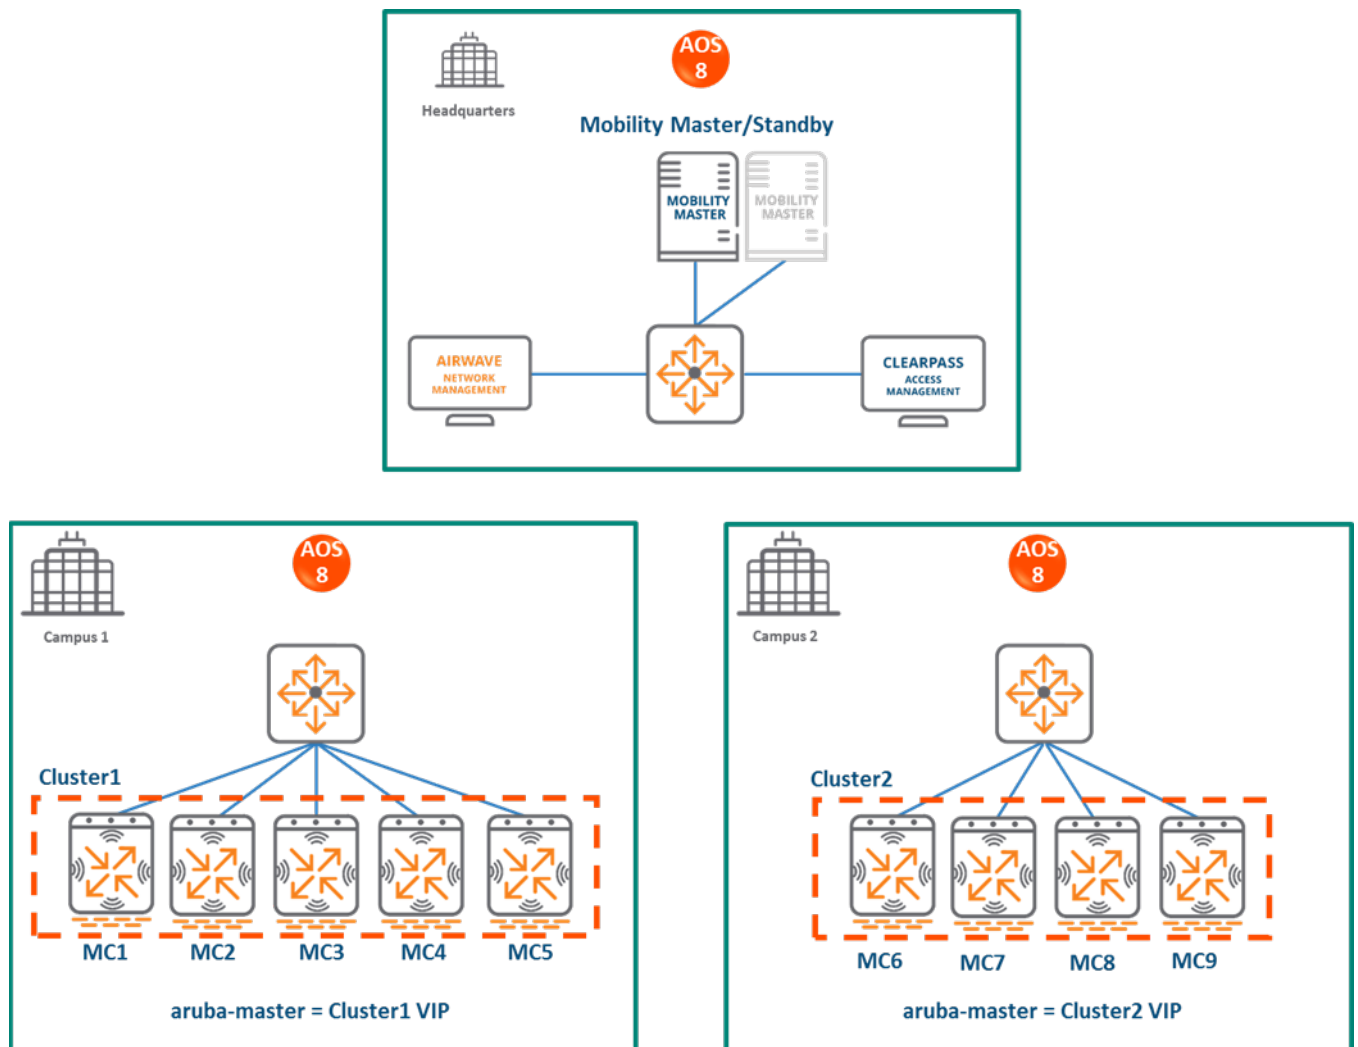 AOS
8
Headquarters
Mobility Master/Standby
MOBILITY
MASTER
MOBILITY
MASTER
AIRWAVE
NETWORK
MANAGEMENT
CLEARPASS
ACCESS
MANAGEMENT
AOS
8
Campus 1
Cluster1
MC1
MC2
MC3
MC4
MC5
aruba-master = Cluster1 VIP
AOS
8
Campus 2
Cluster2
MC6
MC7
MC8
MC9
aruba-master = Cluster2 VIP